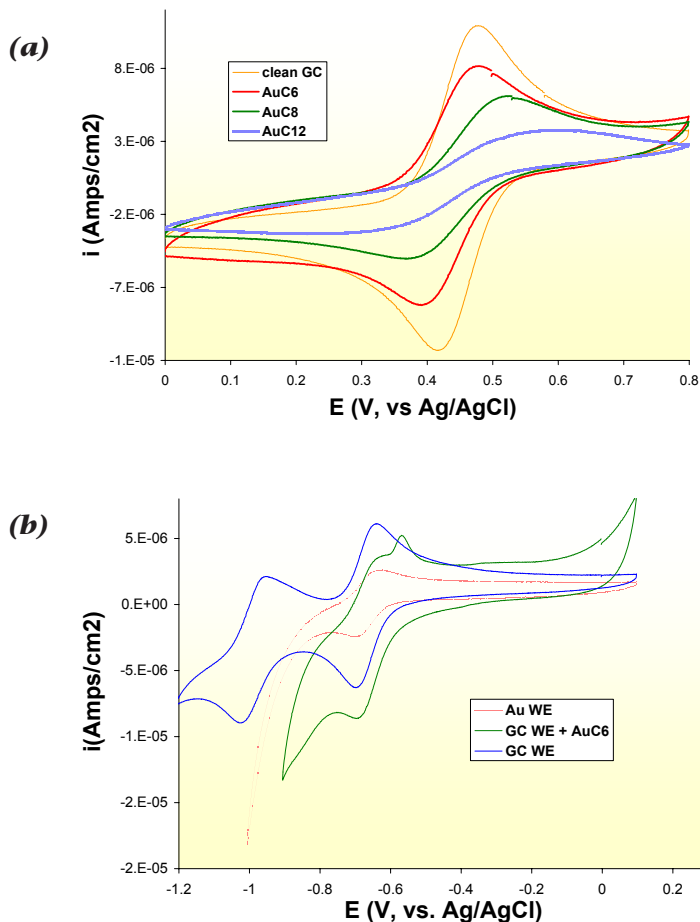 (a)
clean GC
AuC6
AuC8
AuC12
8.E-06
3.E-06
-2.E-06
-7.E-06
-1.E-05
i (Amps/cm2)
0 0.1 0.2 0.3 0.4 0.5 0.6 0.7 0.8
E (V, vs Ag/AgCl)
(b)
5.E-06
0.E+00
-5.E-06
-1.E-05
-2.E-05
-2.E-05
i(Amps/cm2)
Au WE
GC WE + AuC6
GC WE
-1.2 -1 -0.8 -0.6 -0.4 -0.2 0 0.2
E (V, vs. Ag/AgCl)